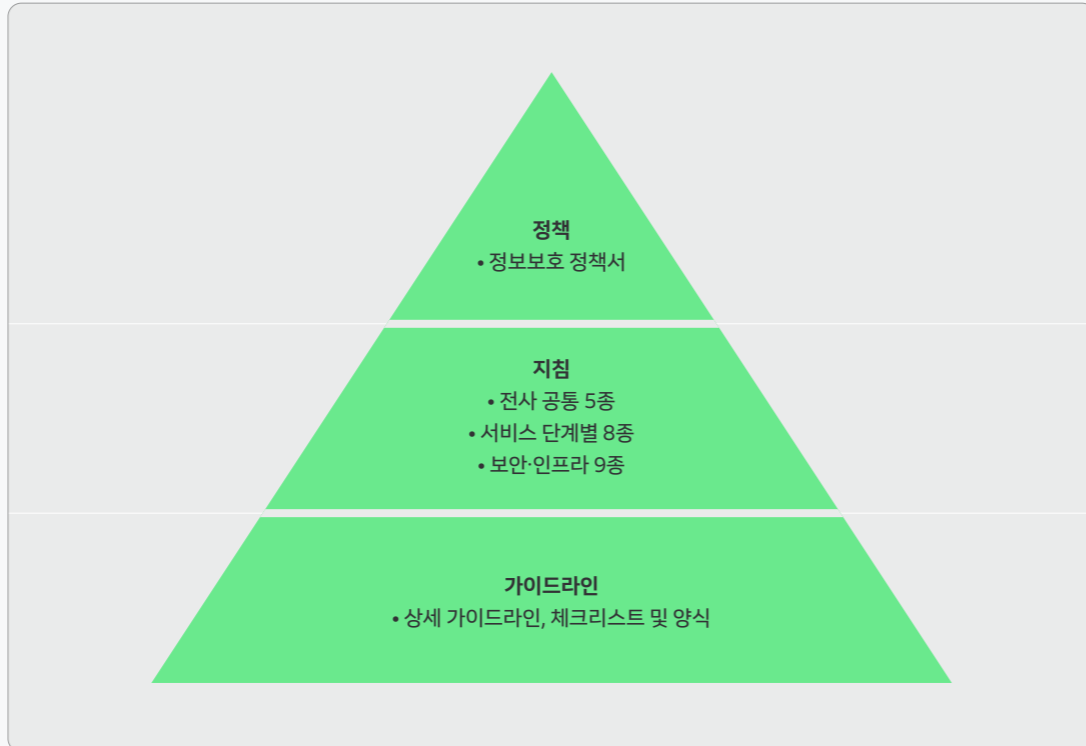 정책
• 정보보호 정책서
지침
• 전사 공통 5종
• 서비스 단계별 8종
• 보안·인프라 9종
가이드라인
• 상세 가이드라인, 체크리스트 및 양식